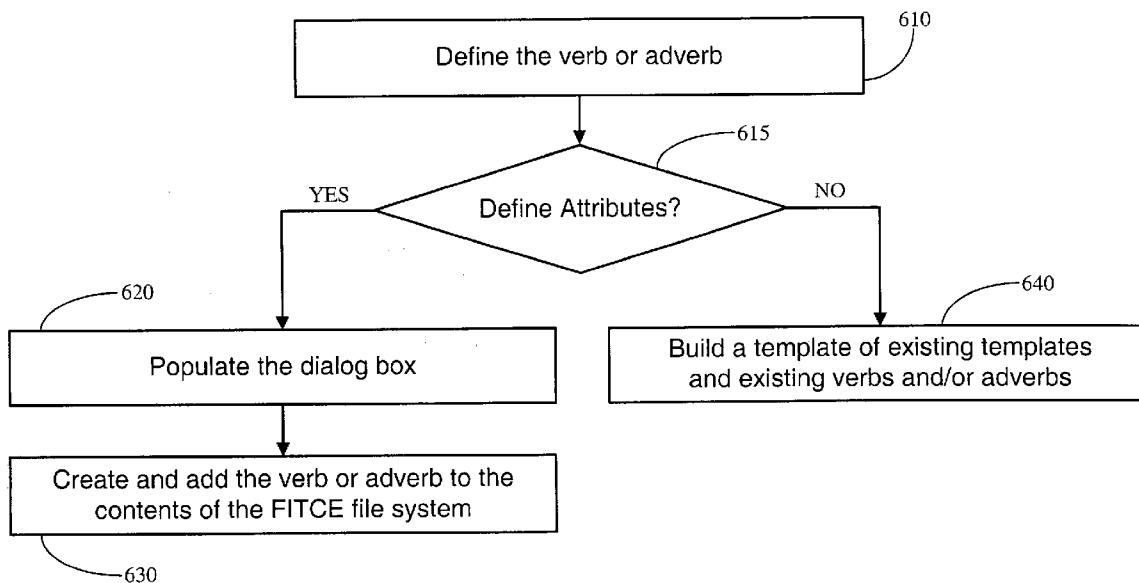 610
Define the verb or adverb
615
YES
Define Attributes?
NO
620
Populate the dialog box
640
Build a template of existing templates
and existing verbs and/or adverbs
Create and add the verb or adverb to the
contents of the FITCE file system
630